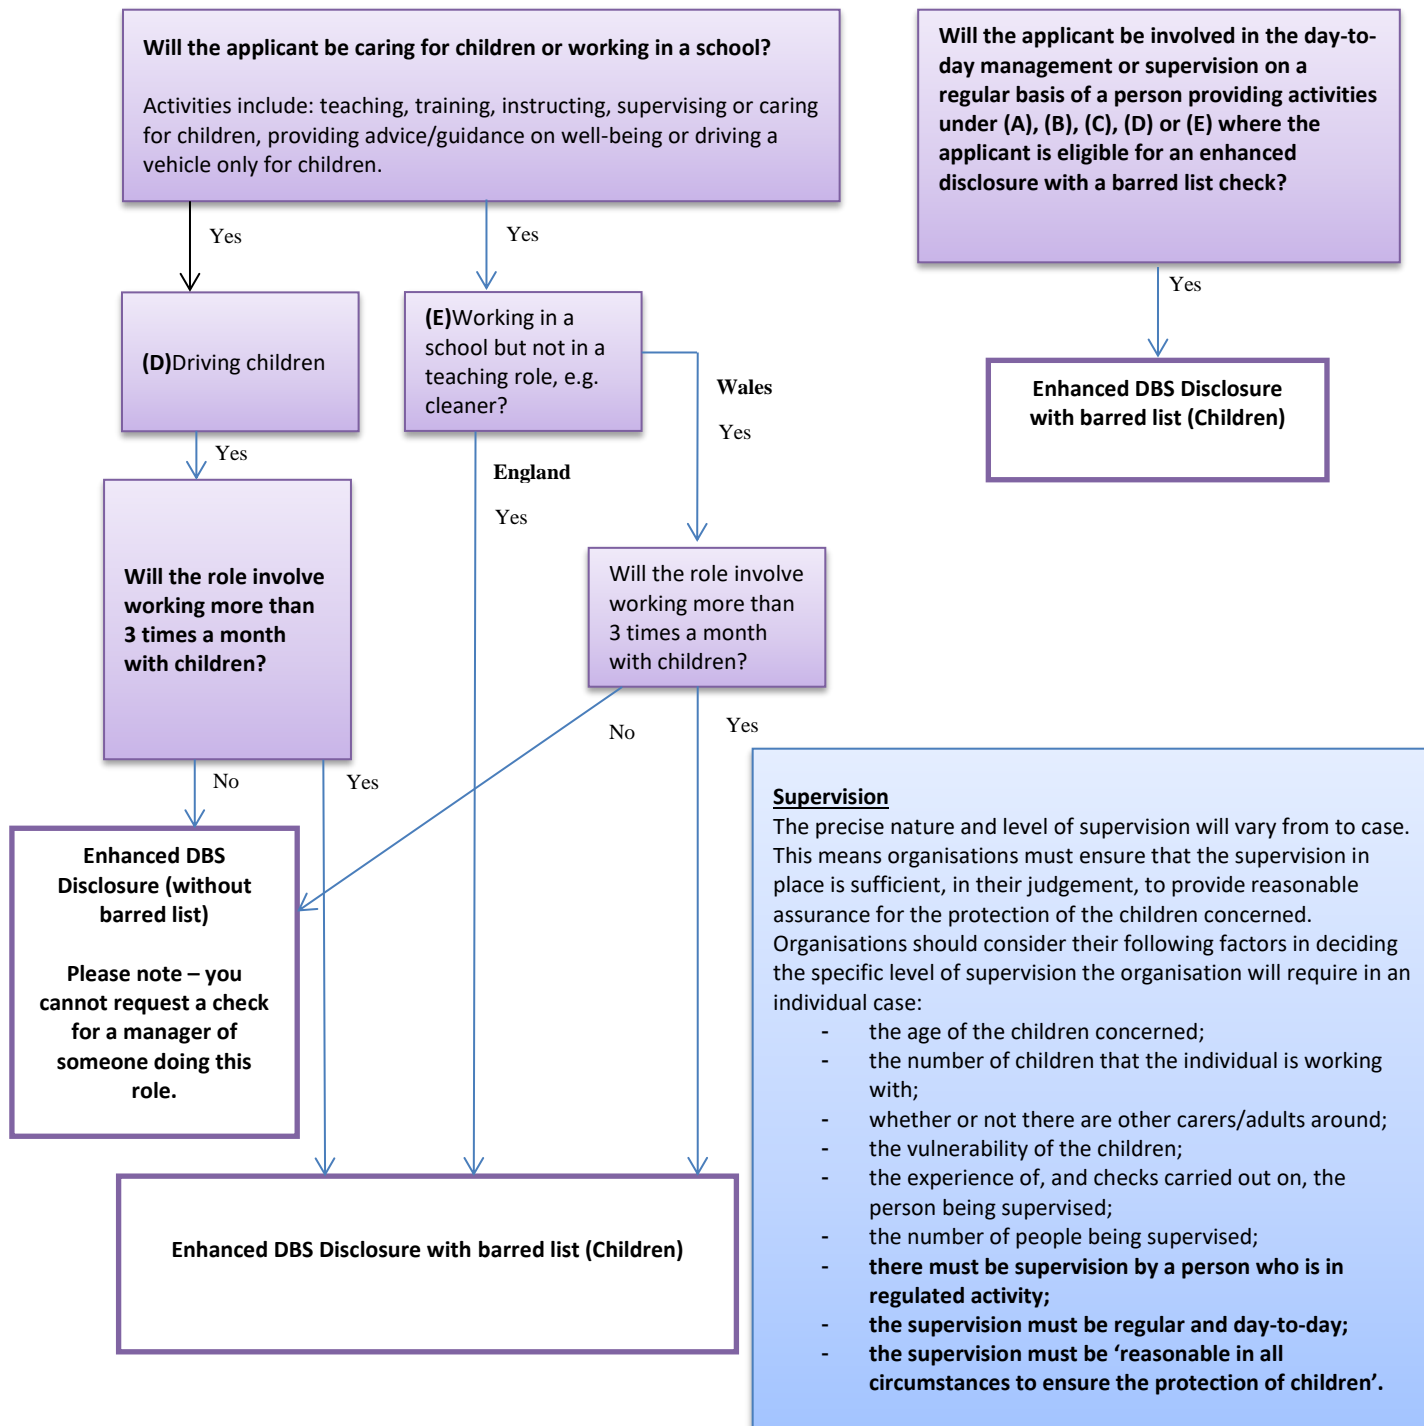 Will the applicant be caring for children or working in a school?
Activities include: teaching, training, instructing, supervising or caring
for children, providing advice/guidance on well-being or driving a
vehicle only for children.
Will the applicant be involved in the day-to-
day management or supervision on a
regular basis of a person providing activities
under (A), (B), (C), (D) or (E) where the
applicant is eligible for an enhanced
disclosure with a barred list check?
Yes
Yes
Yes
(D)Driving children
(E)Working in a
school but not in a
teaching role, e.g.
cleaner?
Wales
Yes
Enhanced DBS Disclosure
with barred list (Children)
Yes
England
Yes
Will the role involve
working more than
3 times a month
with children?
Will the role involve
working more than
3 times a month
with children?
No
Yes
No
Yes
Enhanced DBS
Disclosure (without
barred list)
Please note – you
cannot request a check
for a manager of
someone doing this
role.
Enhanced DBS Disclosure with barred list (Children)
Supervision
The precise nature and level of supervision will vary from to case.
This means organisations must ensure that the supervision in
place is sufficient, in their judgement, to provide reasonable
assurance for the protection of the children concerned.
Organisations should consider their following factors in deciding
the specific level of supervision the organisation will require in an
individual case:
- the age of the children concerned;
- the number of children that the individual is working
with;
- whether or not there are other carers/adults around;
- the vulnerability of the children;
- the experience of, and checks carried out on, the
person being supervised;
- the number of people being supervised;
- there must be supervision by a person who is in
regulated activity;
- the supervision must be regular and day-to-day;
- the supervision must be ‘reasonable in all
circumstances to ensure the protection of children’.